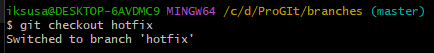 iksusa@DESKTOP-6AVDMC9 MINGW64 /c/d/ProGIt/branches (master)
$ git checkout hotfix
Switched to branch 'hotfix'